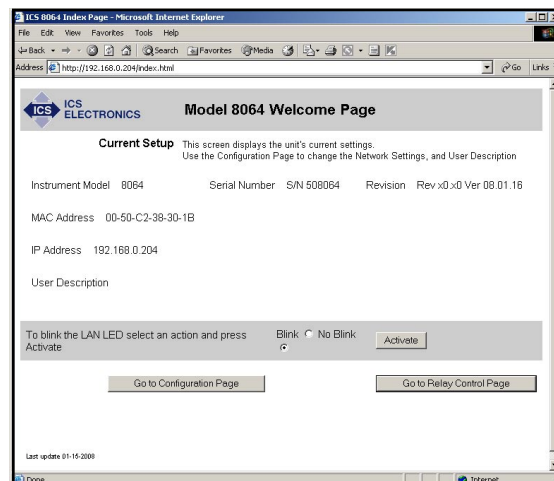 ICS 8064 Index Page - Microsoft Internet Explorer
File Edit View Favorites Tools Help
Back Search Favorites Media
Address http://192.168.0.204/index.html Go Links
ICS ICS ELECTRONICS Model 8064 Welcome Page
Current Setup This screen displays the unit's current settings.
Use the Configuration Page to change the Network Settings, and User Description
Instrument Model 8064 Serial Number S/N 508064 Revision Rev x0.x0 Ver 08.01.16
MAC Address 00-50-C2-38-30-1B
IP Address 192.168.0.204
User Description
To blink the LAN LED select an action and press Blink No Blink Activate
Activate
Go to Configuration Page Go to Relay Control Page
Last update 01-15-2008
Done Internet